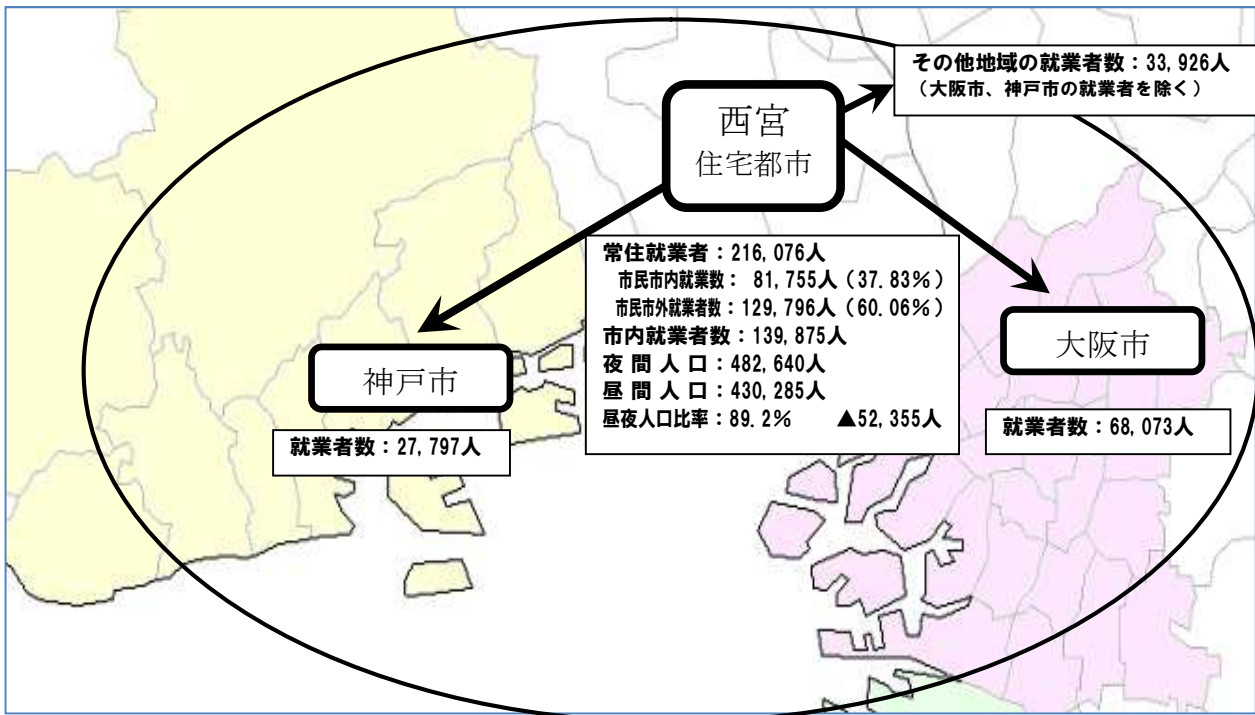 その他地域の就業者数：33,926人
（大阪市、神戸市の就業者を除く）
西宮
住宅都市
常住就業者：216,076人
市民市内就業数： 81,755人（37.83%）
市民市外就業者数：129,796人（60.06%）
市内就業者数：139,875人
夜間人口：482,640人
昼間人口：430,285人
昼夜人口比率：89.2% ▲52,355人
神戸市
就業者数：27,797人
大阪市
就業者数：68,073人